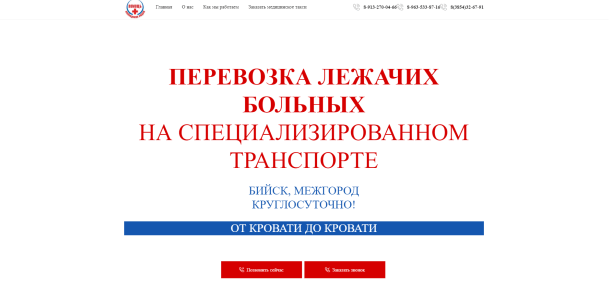 Главная О нас Как мы работаем Заказать медицинское такси 8-913-270-04-66 8-963-533-87-16 8(3854)32-67-91
ПЕРЕВОЗКА ЛЕЖАЧИХ
БОЛЬНЫХ
НА СПЕЦИАЛИЗИРОВАННОМ
ТРАНСПОРТЕ
БИЙСК, МЕЖГОРОД
КРУГЛОСУТОЧНО!
ОТ КРОВАТИ ДО КРОВАТИ
Позвонить сейчас Заказать звонок